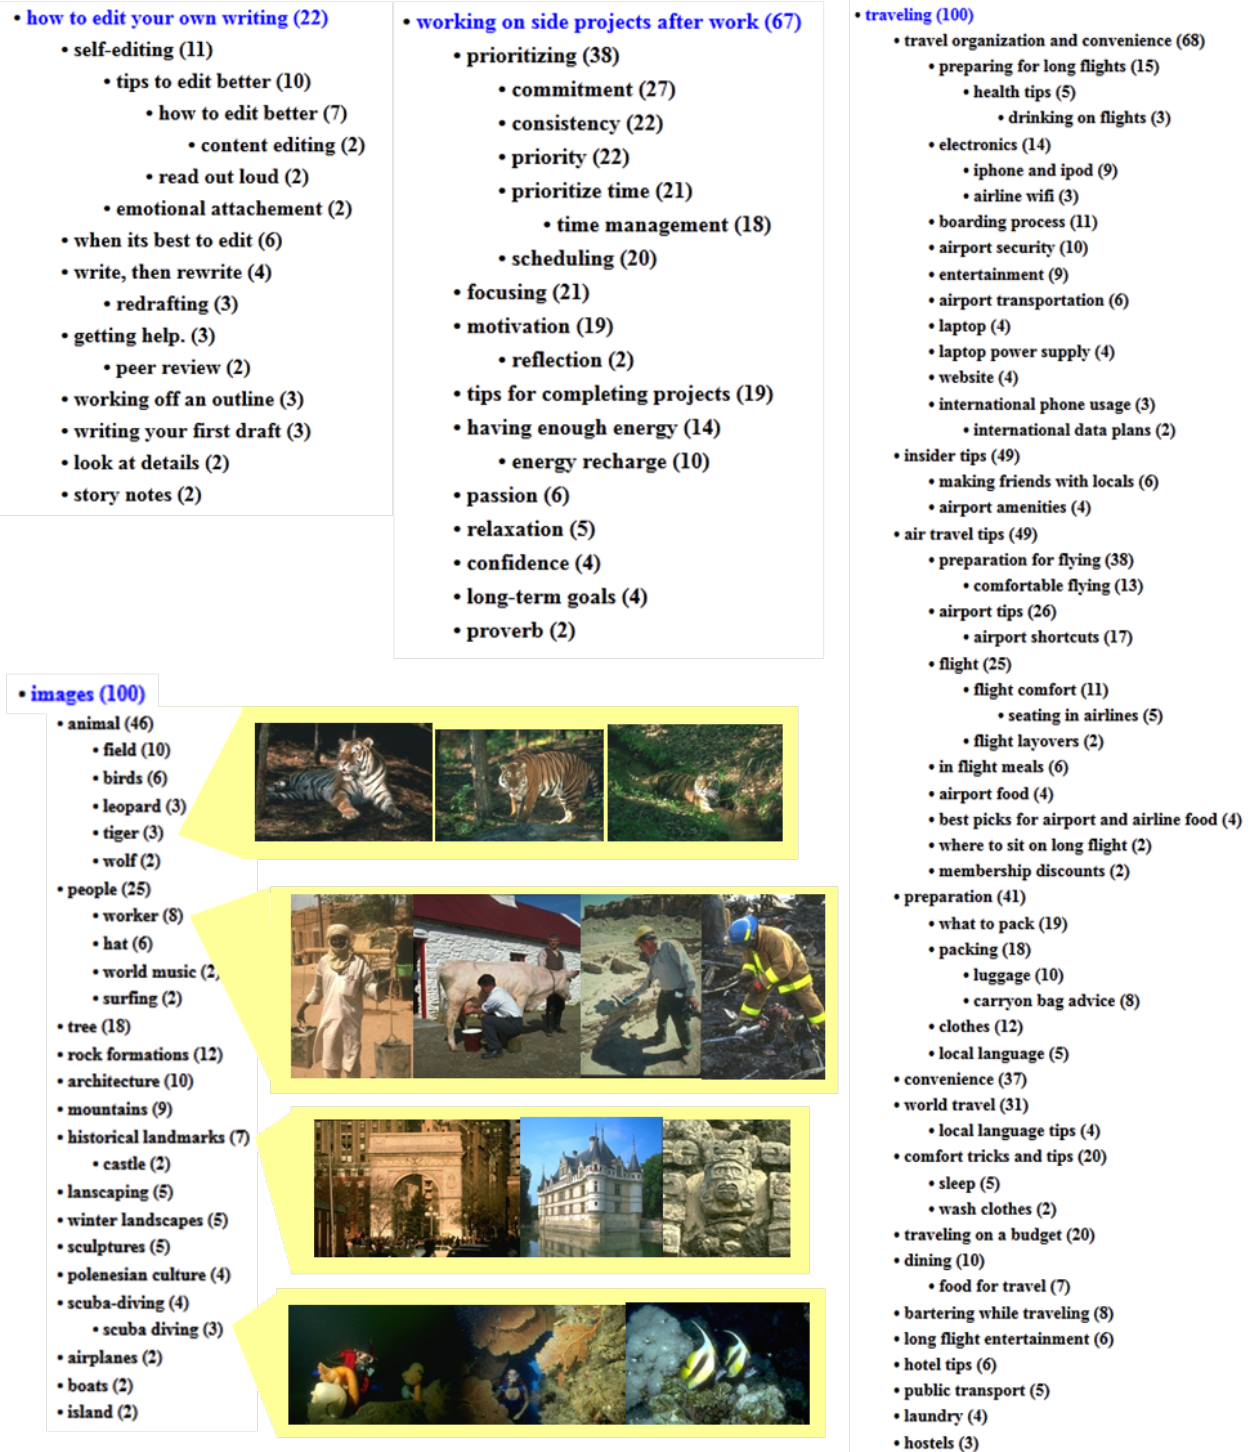 • how to edit your own writing (22)
• self-editing (11)
• tips to edit better (10)
• how to edit better (7)
• content editing (2)
• read out loud (2)
• emotional attachement (2)
• when its best to edit (6)
• write, then rewrite (4)
• redrafting (3)
• getting help. (3)
• peer review (2)
• working off an outline (3)
• writing your first draft (3)
• look at details (2)
• story notes (2)
• working on side projects after work (67)
• prioritizing (38)
• commitment (27)
• consistency (22)
• priority (22)
• prioritize time (21)
• time management (18)
• scheduling (20)
• focusing (21)
• motivation (19)
• reflection (2)
• tips for completing projects (19)
• having enough energy (14)
• energy recharge (10)
• passion (6)
• relaxation (5)
• confidence (4)
• long-term goals (4)
• proverb (2)
• images (100)
• animal (46)
• field (10)
• birds (6)
• leopard (3)
• tiger (3)
• wolf (2)
• people (25)
• worker (8)
• hat (6)
• world music (2)
• surfing (2)
• tree (18)
• rock formations (12)
• architecture (10)
• mountains (9)
• historical landmarks (7)
• castle (2)
• lanscaping (5)
• winter landscapes (5)
• sculptures (5)
• polenesian culture (4)
• scuba-diving (4)
• scuba diving (3)
• airplanes (2)
• boats (2)
• island (2)
• traveling (100)
• travel organization and convenience (68)
• preparing for long flights (15)
• health tips (5)
• drinking on flights (3)
• electronics (14)
• iphone and ipod (9)
• airline wifi (3)
• boarding process (11)
• airport security (10)
• entertainment (9)
• airport transportation (6)
• laptop (4)
• laptop power supply (4)
• website (4)
• international phone usage (3)
• international data plans (2)
• insider tips (49)
• making friends with locals (6)
• airport amenities (4)
• air travel tips (49)
• preparation for flying (38)
• comfortable flying (13)
• airport tips (26)
• airport shortcuts (17)
• flight (25)
• flight comfort (11)
• seating in airlines (5)
• flight layovers (2)
• in flight meals (6)
• airport food (4)
• best picks for airport and airline food (4)
• where to sit on long flight (2)
• membership discounts (2)
• preparation (41)
• what to pack (19)
• packing (18)
• luggage (10)
• carryon bag advice (8)
• clothes (12)
• local language (5)
• convenience (37)
• world travel (31)
• local language tips (4)
• comfort tricks and tips (20)
• sleep (5)
• wash clothes (2)
• traveling on a budget (20)
• dining (10)
• food for travel (7)
• bartering while traveling (8)
• long flight entertainment (6)
• hotel tips (6)
• public transport (5)
• laundry (4)
• hostels (3)